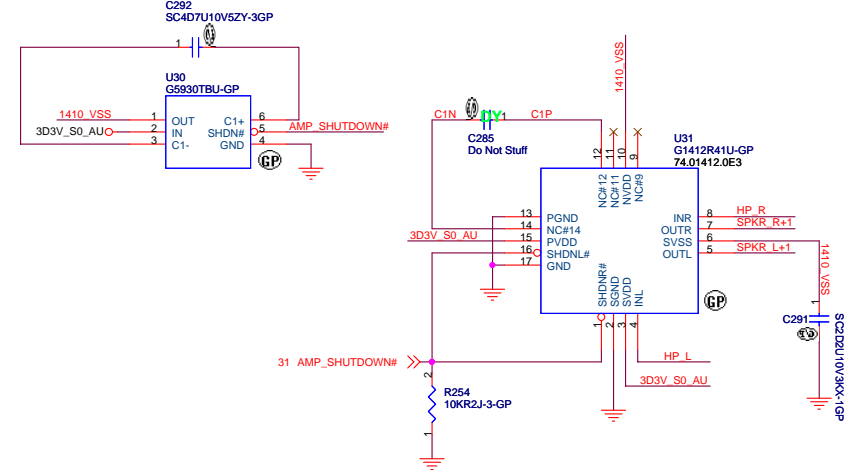 C292
SC4D7U10V5ZY-3GP
1
U30
G5930TBU-GP
1410_VSS 1 OUT C1+ 6
3D3V_S0_AU 2 IN SHDN# 5 AMP_SHUTDOWN#
3 C1- GND 4
GP
1410_VSS
C1N DY 1 C1P
C285
Do Not Stuff
U31
G1412R41U-GP
74.01412.0E3
12 11 10 9
NC#12 NC#11 NVDD NC#9
13 PGND INR 8 HP_R
14 NC#14 OUTR 7 SPKR_R+1
3D3V_S0_AU 15 PVDD SVSS 6
16 SHDNL# OUTL 5 SPKR_L+1
17 GND
SHDNR# SGND SVDD INL
1 2 3 4
GP
1410_VSS
1
C291
SC2D2U10V3KX-1GP
HP_L
3D3V_S0_AU
31 AMP_SHUTDOWN#
2
R254
10KR2J-3-GP
1